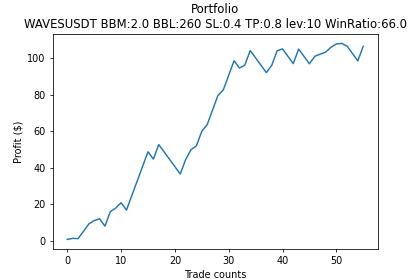 Portfolio
WAVESUSDT BBM:2.0 BBL:260 SL:0.4 TP:0.8 lev:10 WinRatio:66.0
100
80
60
40
20
0
Profit ($)
0 10 20 30 40 50
Trade counts